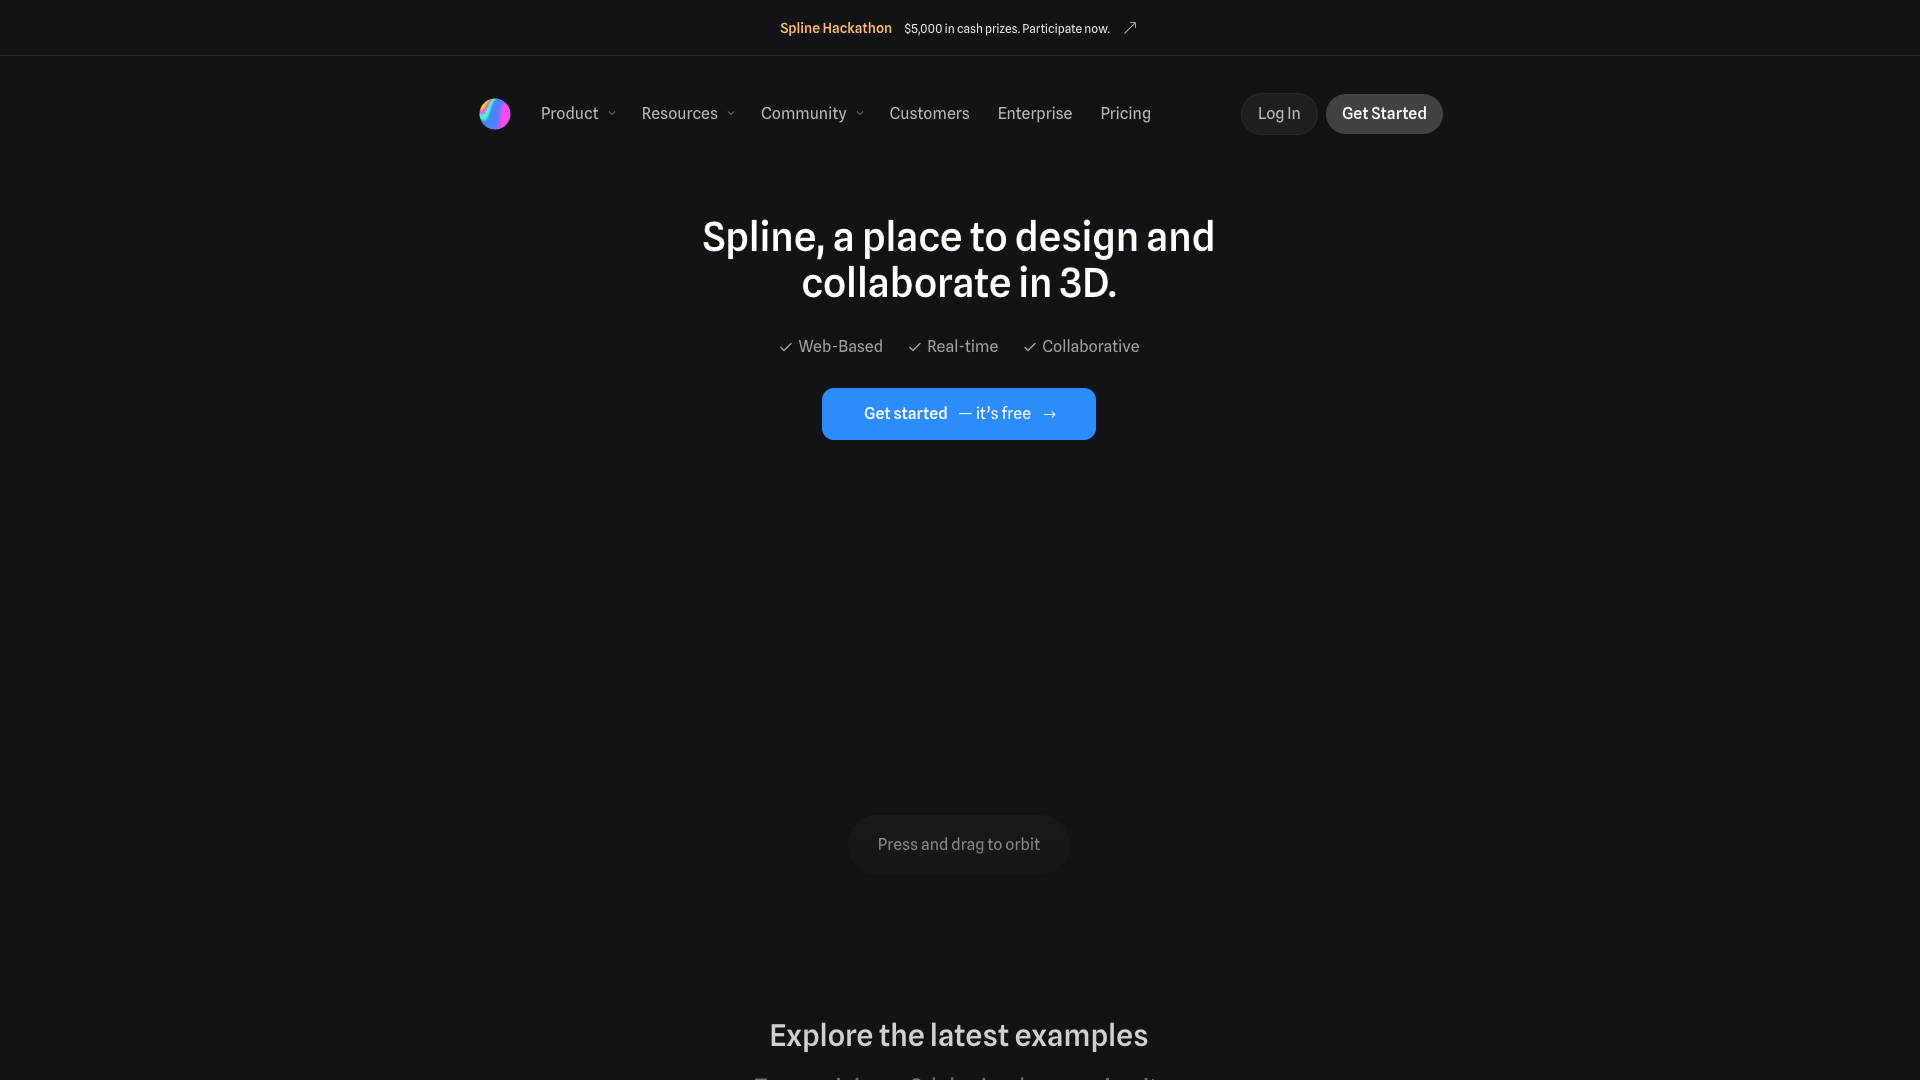 Spline Hackathon $5,000 in cash prizes. Participate now.
Product Resources Community Customers Enterprise Pricing Log In Get Started
Spline, a place to design and
collaborate in 3D.
Web-Based Real-time Collaborative
Get started — it's free →
Press and drag to orbit
Explore the latest examples